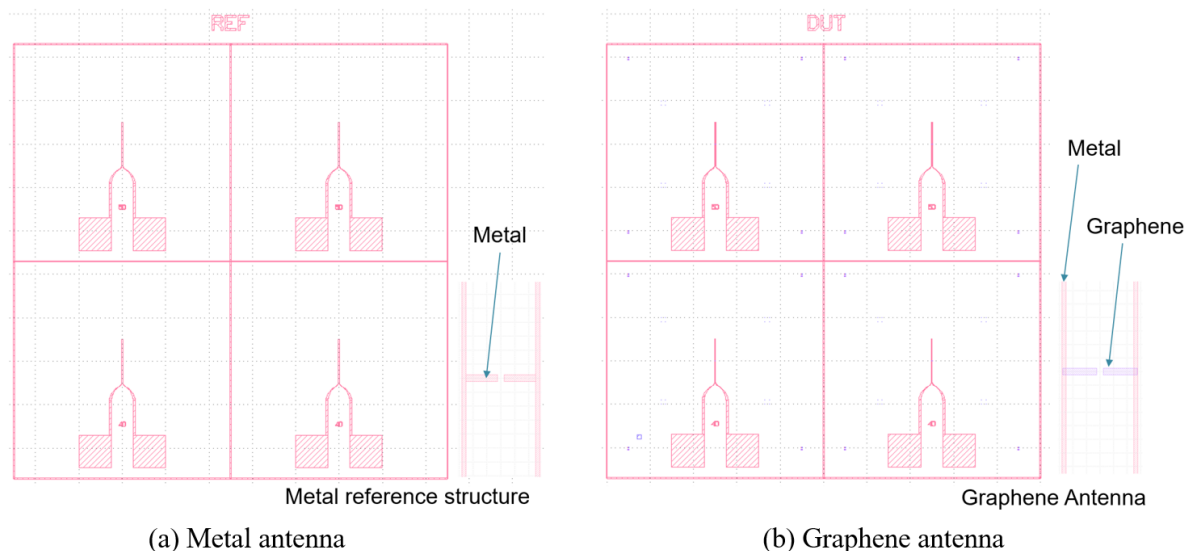 REF
DUT
Metal
Metal
Graphene
Metal reference structure
Graphene Antenna
(a) Metal antenna
(b) Graphene antenna